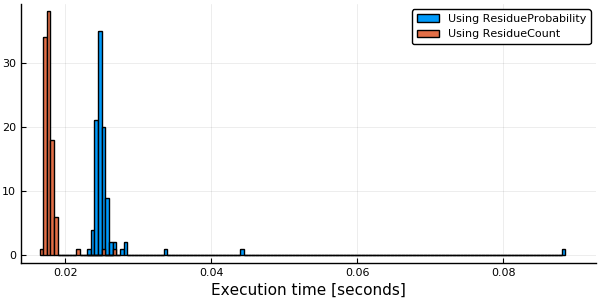 Using ResidueProbability
Using ResidueCount
30
20
10
0
0.02 0.04 0.06 0.08
Execution time [seconds]